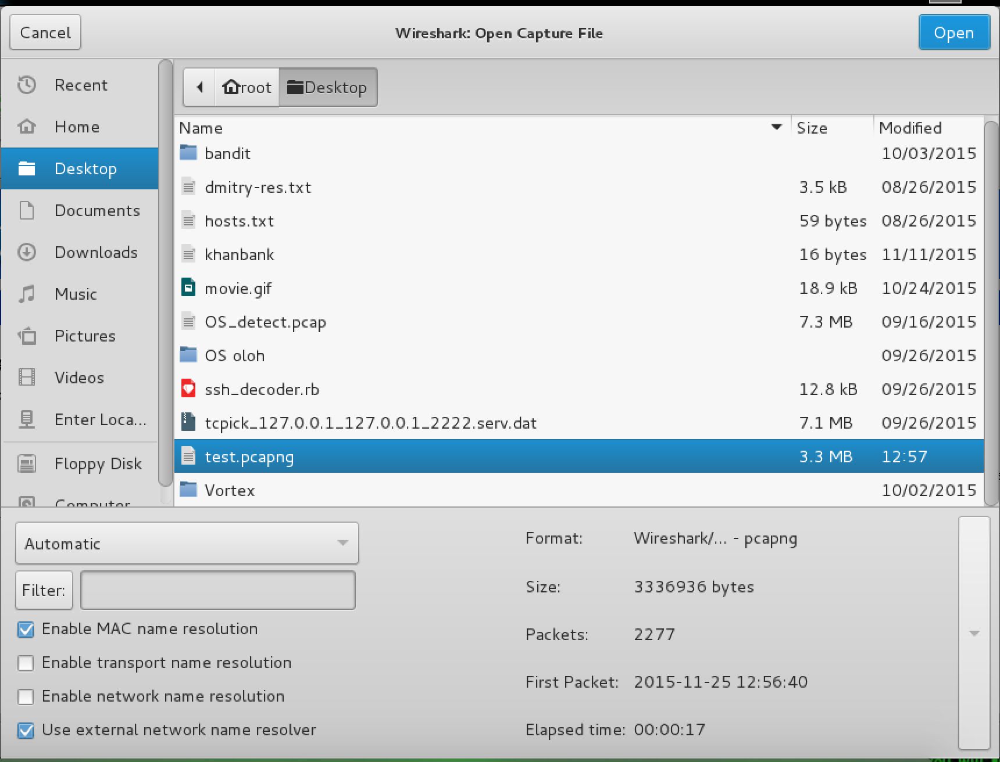 Cancel
Wireshark: Open Capture File
Open
Recent
Home
Desktop
Documents
Downloads
Music
Pictures
Videos
Enter Loca...
Floppy Disk
Computer
root
Desktop
Name Size Modified
bandit 10/03/2015
dmitry-res.txt 3.5 kB 08/26/2015
hosts.txt 59 bytes 08/26/2015
khanbank 16 bytes 11/11/2015
movie.gif 18.9 kB 10/24/2015
OS_detect.pcap 7.3 MB 09/16/2015
OS oloh 09/26/2015
ssh_decoder.rb 12.8 kB 09/26/2015
tcpick_127.0.0.1_127.0.0.1_2222.serv.dat 7.1 MB 09/26/2015
test.pcapng 3.3 MB 12:57
Vortex 10/02/2015
Automatic
Filter:
Enable MAC name resolution
Enable transport name resolution
Enable network name resolution
Use external network name resolver
Format: Wireshark/... - pcapng
Size: 3336936 bytes
Packets: 2277
First Packet: 2015-11-25 12:56:40
Elapsed time: 00:00:17